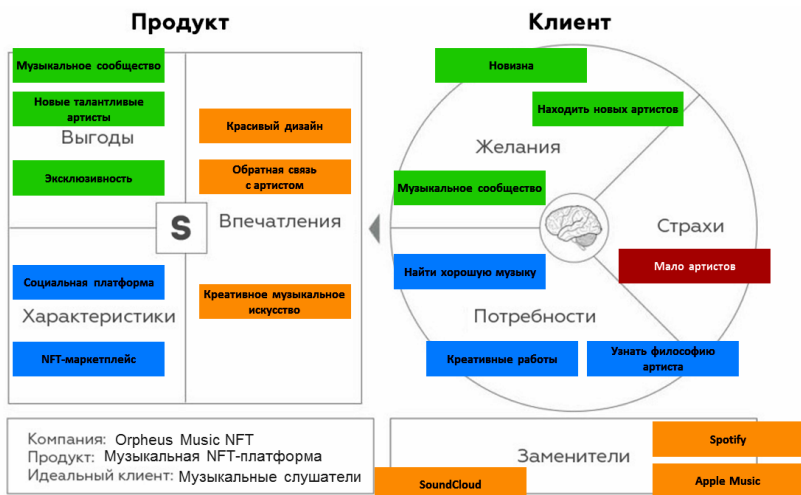 Продукт
Музыкальное сообщество
Новые талантливые
артисты
Выгоды
Эксклюзивность
Красивый дизайн
Обратная связь
с артистом
Впечатления
S
Социальная платформа
Характеристики
NFT-маркетплейс
Креативное музыкальное
искусство
Клиент
Новизна
Находить новых артистов
Желания
Музыкальное сообщество
Страхи
Мало артистов
Найти хорошую музыку
Потребности
Креативные работы
Узнать философию
артиста
Компания: Orpheus Music NFT
Продукт: Музыкальная NFT-платформа
Идеальный клиент: Музыкальные слушатели
Заменители
Spotify
SoundCloud
Apple Music